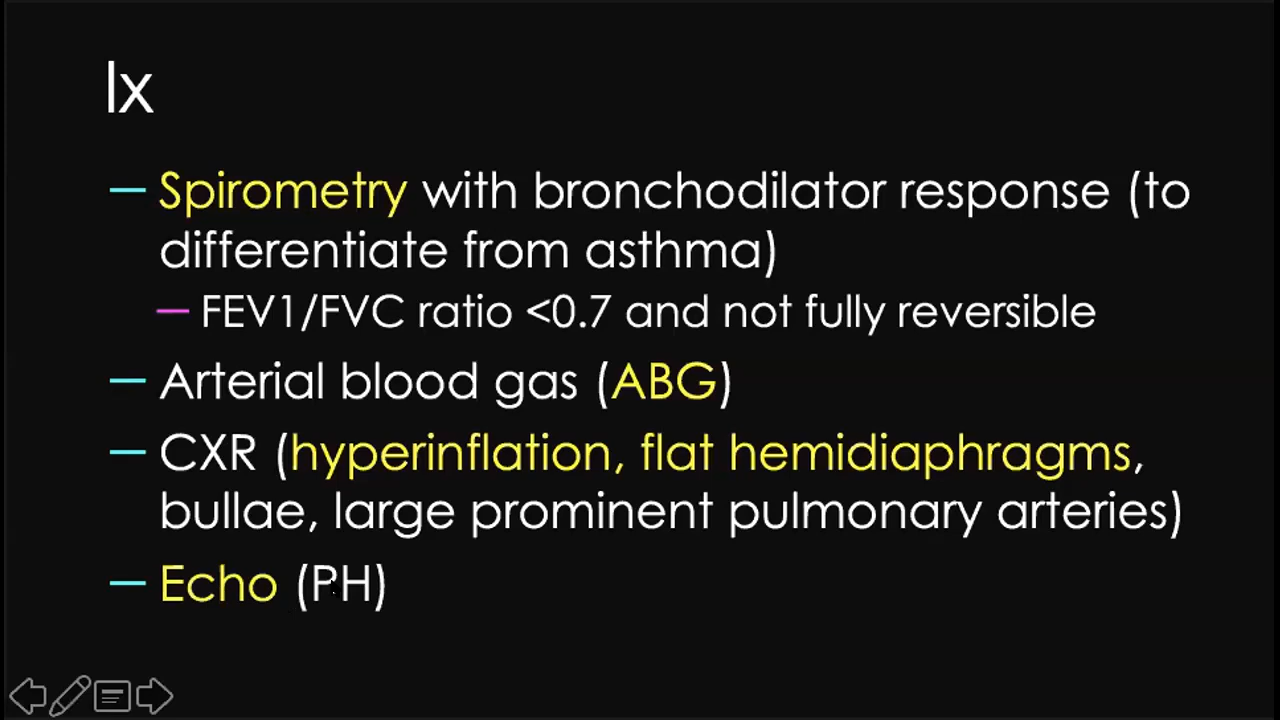 Ix
— Spirometry with bronchodilator response (to
differentiate from asthma)
— FEV1/FVC ratio <0.7 and not fully reversible
— Arterial blood gas (ABG)
— CXR (hyperinflation, flat hemidiaphragms,
bullae, large prominent pulmonary arteries)
— Echo (PH)